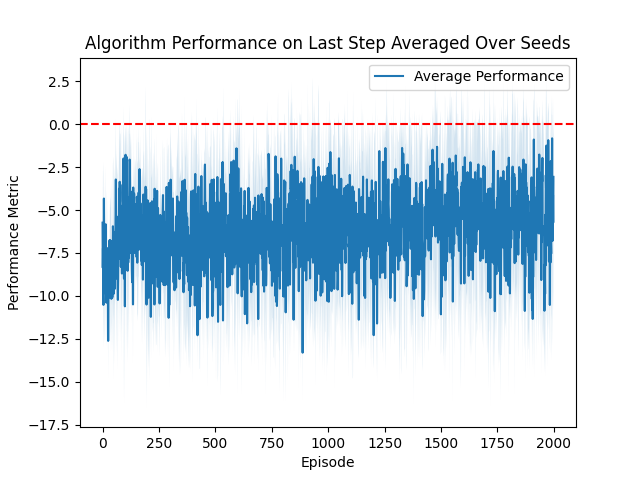 Algorithm Performance on Last Step Averaged Over Seeds
Average Performance
2.5
0.0
−2.5
−5.0
−7.5
−10.0
−12.5
−15.0
−17.5
Performance Metric
0 250 500 750 1000 1250 1500 1750 2000
Episode